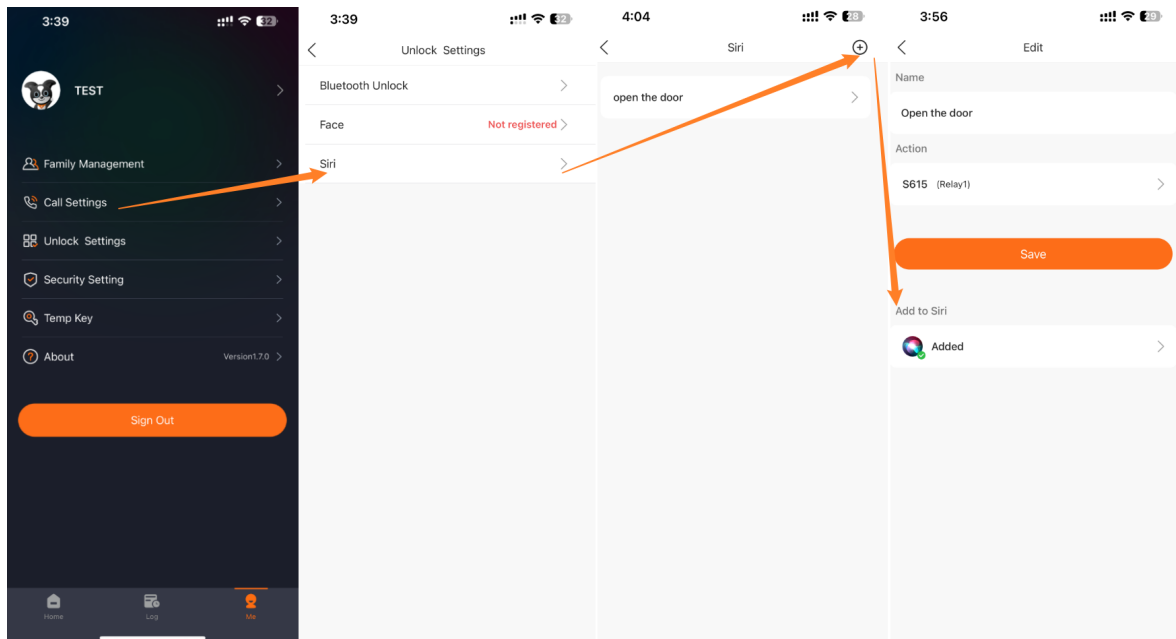 3:39
32
TEST
Family Management
Call Settings
Unlock Settings
Security Setting
Temp Key
About
Version1.7.0
Sign Out
Home
Log
Me
3:39
32
Unlock Settings
Bluetooth Unlock
Face
Not registered
Siri
4:04
28
Siri
open the door
3:56
29
Edit
Name
Open the door
Action
S615 (Relay1)
Save
Add to Siri
Added